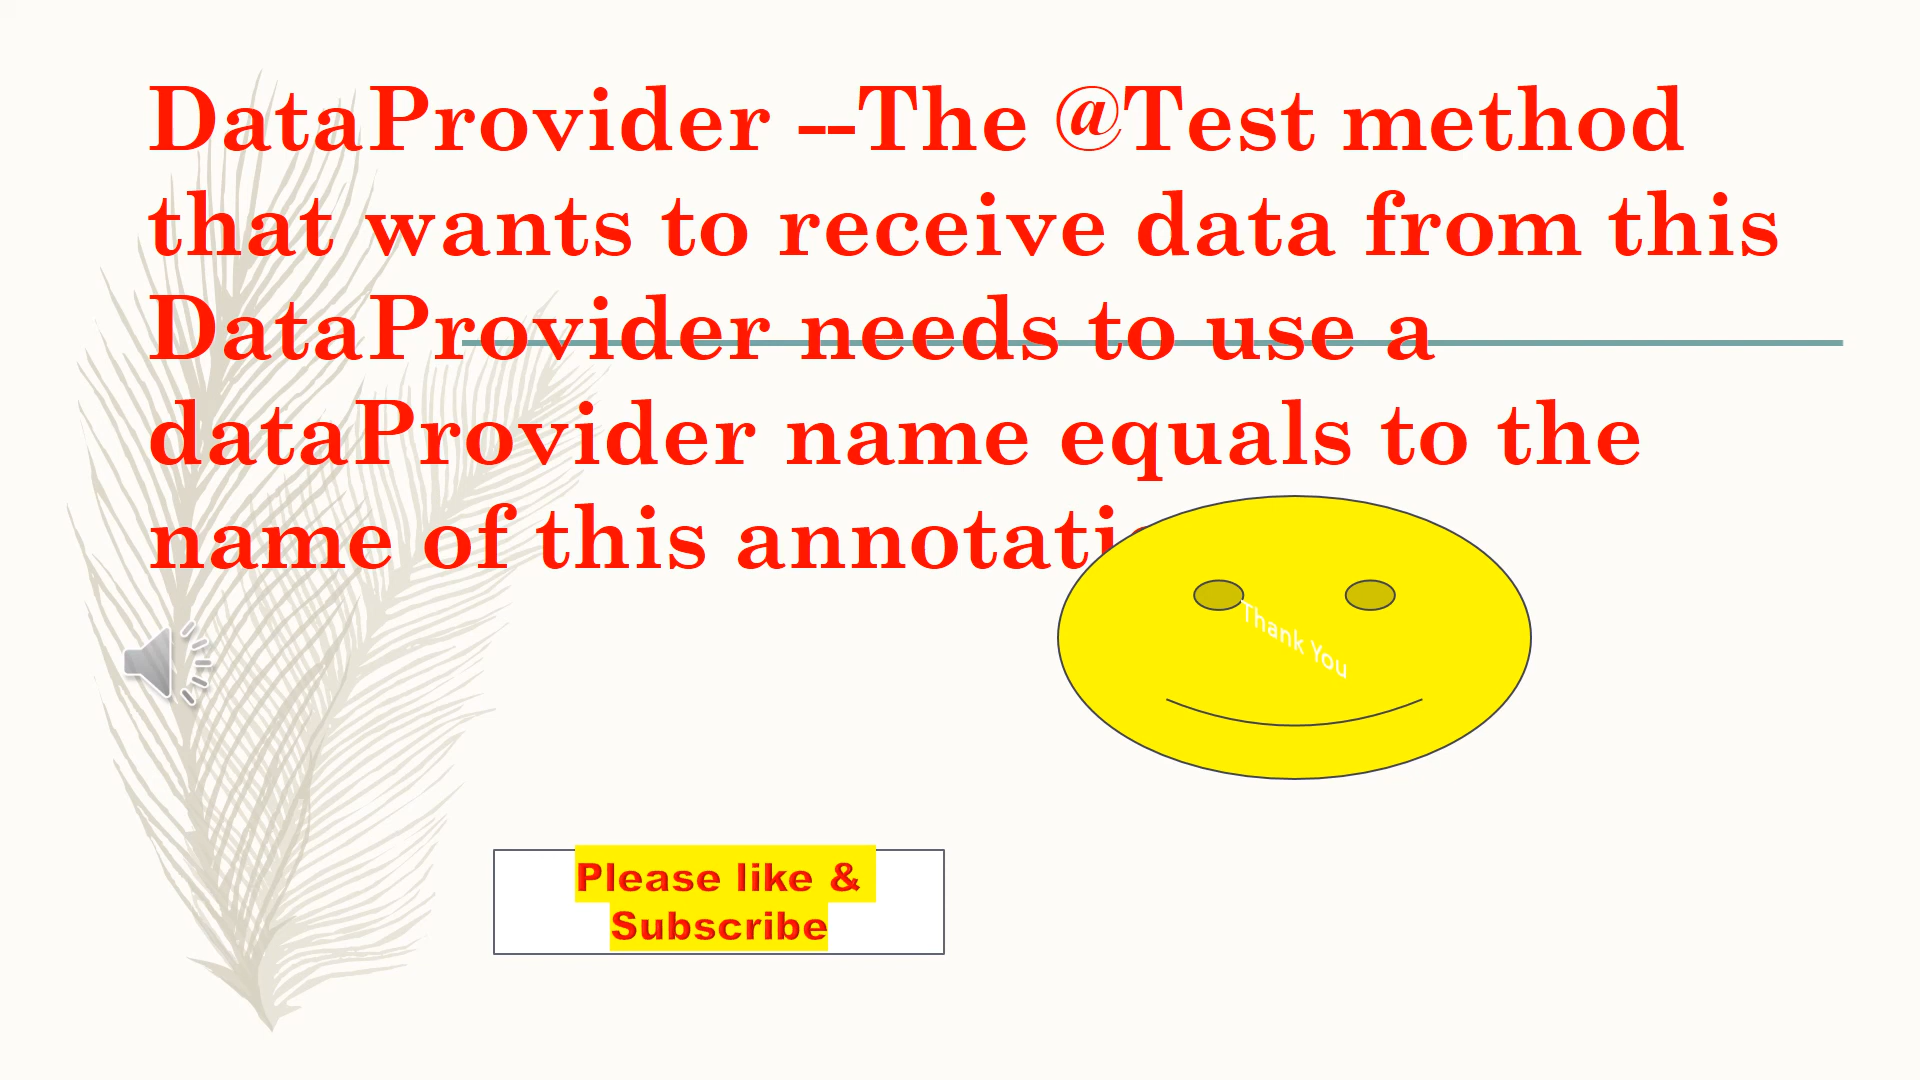 DataProvider --The @Test method
that wants to receive data from this
DataProvider needs to use a
dataProvider name equals to the
name of this
Thank You
Please like &
Subscribe